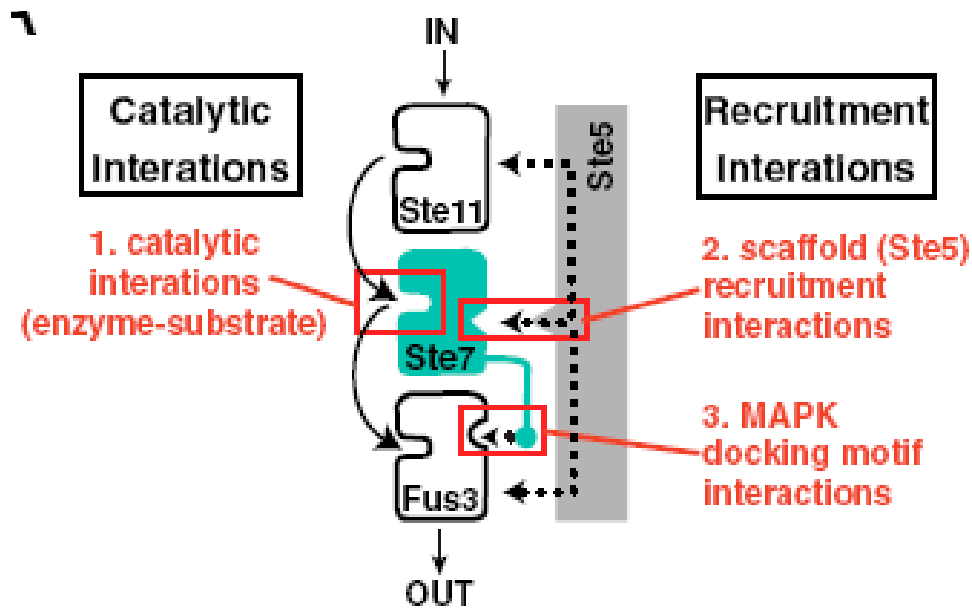 IN
Catalytic
Interations
Recruitment
Interations
Ste5
Ste11
1. catalytic
interations
(enzyme-substrate)
2. scaffold (Ste5)
recruitment
interactions
Ste7
3. MAPK
docking motif
interactions
Fus3
OUT